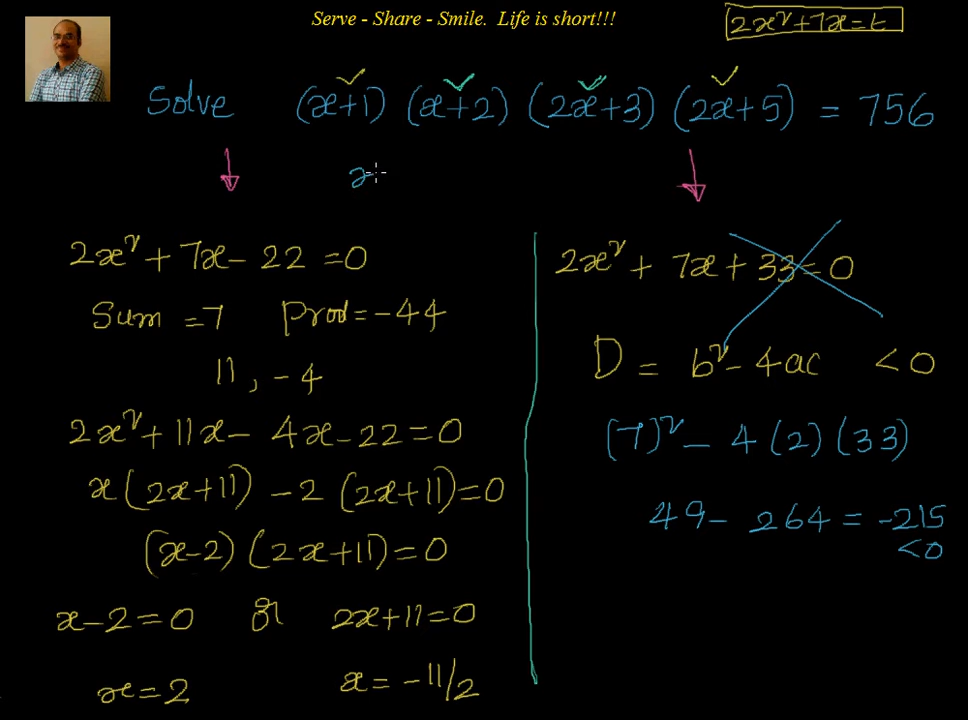 Serve - Share - Smile. Life is short!!!
2x² + 7x = t
Solve (x+1) (x+2) (2x+3) (2x+5) = 756
x
2x² + 7x - 22 = 0
Sum = 7 Prod = -44
11, -4
2x² + 11x - 4x - 22 = 0
x(2x+11) - 2(2x+11) = 0
(x-2)(2x+11) = 0
x-2 = 0 or 2x+11 = 0
x = 2 x = -11/2
2x² + 7x + 33 = 0
D = b² - 4ac < 0
(7)² - 4(2)(33)
49 - 264 = -215
< 0